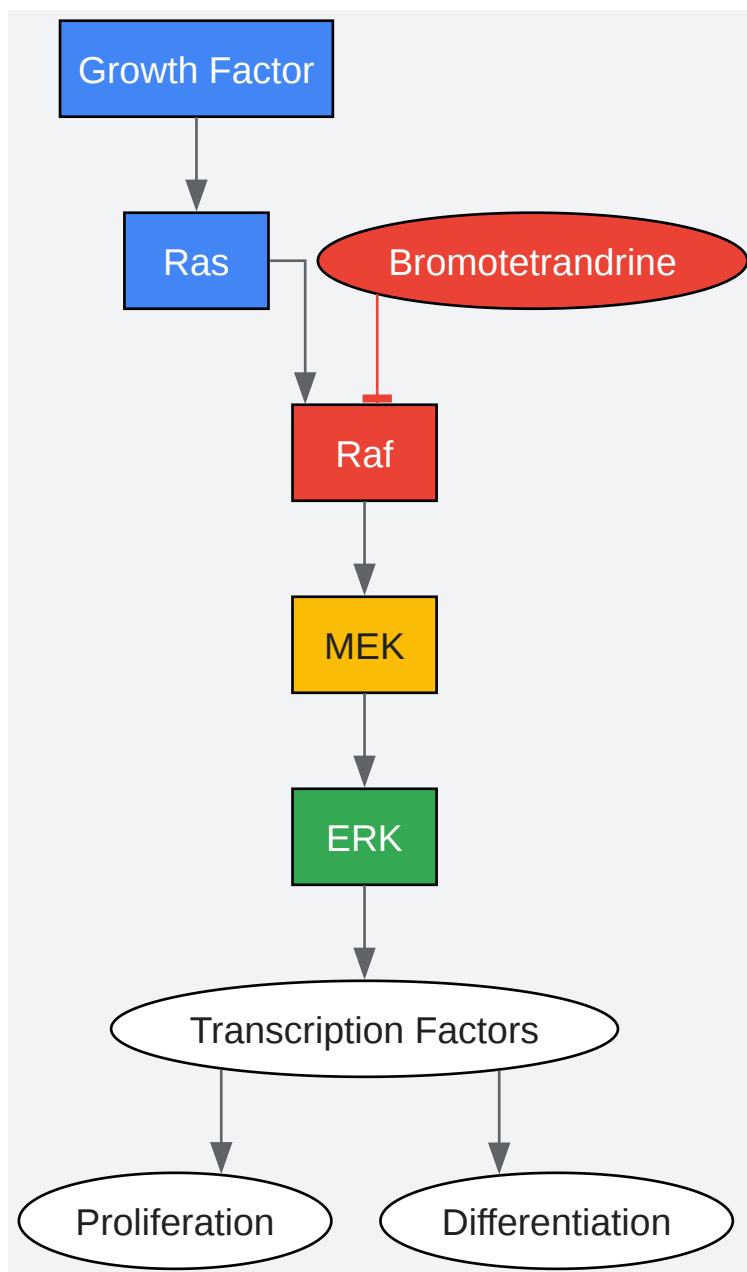 Growth Factor
Ras
Bromotetrandrine
Raf
MEK
ERK
Transcription Factors
Proliferation
Differentiation